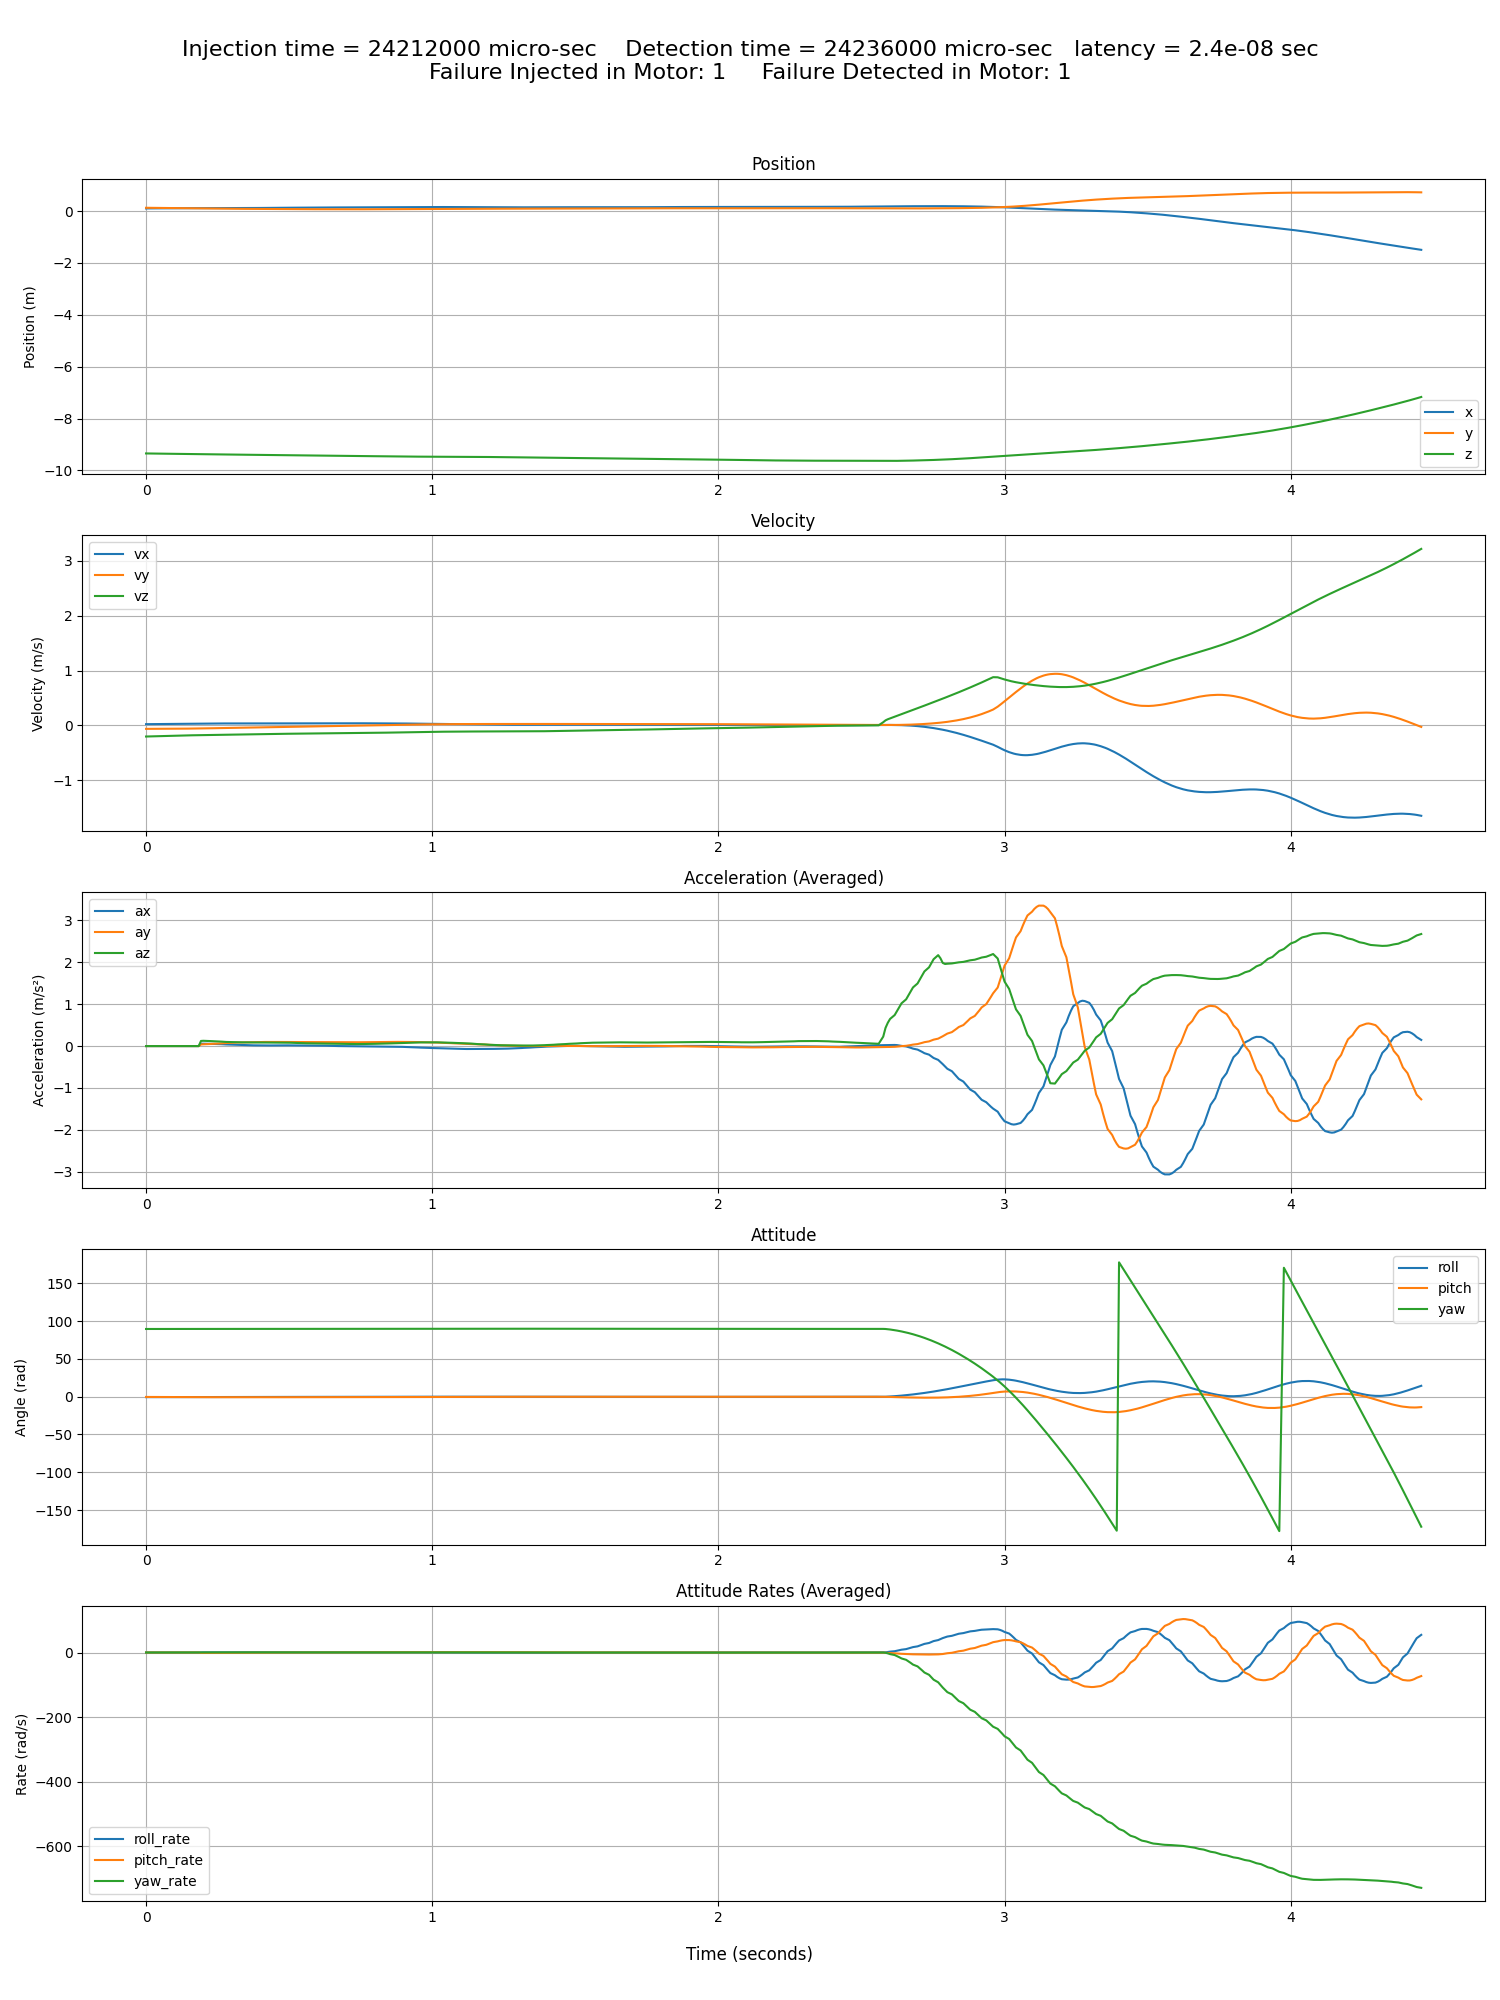 Injection time = 24212000 micro-sec    Detection time = 24236000 micro-sec   latency = 2.4e-08 sec
Failure Injected in Motor: 1     Failure Detected in Motor: 1
Position
Position (m)
0
−2
−4
−6
−8
−10
x
y
z
0 1 2 3 4
Velocity
Velocity (m/s)
3
2
1
0
−1
vx
vy
vz
0 1 2 3 4
Acceleration (Averaged)
Acceleration (m/s²)
3
2
1
0
−1
−2
−3
ax
ay
az
0 1 2 3 4
Attitude
Angle (rad)
150
100
50
0
−50
−100
−150
roll
pitch
yaw
0 1 2 3 4
Attitude Rates (Averaged)
Rate (rad/s)
0
−200
−400
−600
roll_rate
pitch_rate
yaw_rate
0 1 2 3 4
Time (seconds)